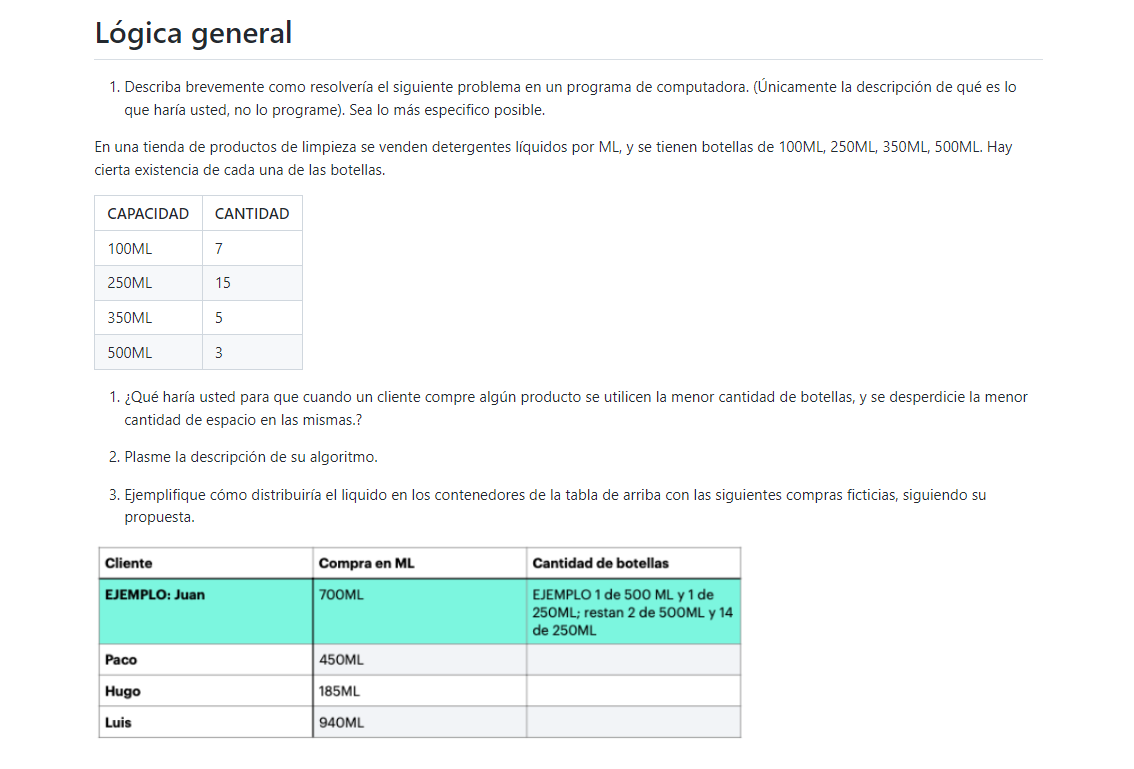 Lógica general
1. Describa brevemente como resolvería el siguiente problema en un programa de computadora. (Únicamente la descripción de qué es lo
que haría usted, no lo programe). Sea lo más especifico posible.
En una tienda de productos de limpieza se venden detergentes líquidos por ML, y se tienen botellas de 100ML, 250ML, 350ML, 500ML. Hay
cierta existencia de cada una de las botellas.
CAPACIDAD CANTIDAD
100ML 7
250ML 15
350ML 5
500ML 3
1. ¿Qué haría usted para que cuando un cliente compre algún producto se utilicen la menor cantidad de botellas, y se desperdicie la menor
cantidad de espacio en las mismas.?
2. Plasme la descripción de su algoritmo.
3. Ejemplifique cómo distribuiría el liquido en los contenedores de la tabla de arriba con las siguientes compras ficticias, siguiendo su
propuesta.
Cliente Compra en ML Cantidad de botellas
EJEMPLO: Juan 700ML EJEMPLO 1 de 500 ML y 1 de
250ML; restan 2 de 500ML y 14
de 250ML
Paco 450ML
Hugo 185ML
Luis 940ML